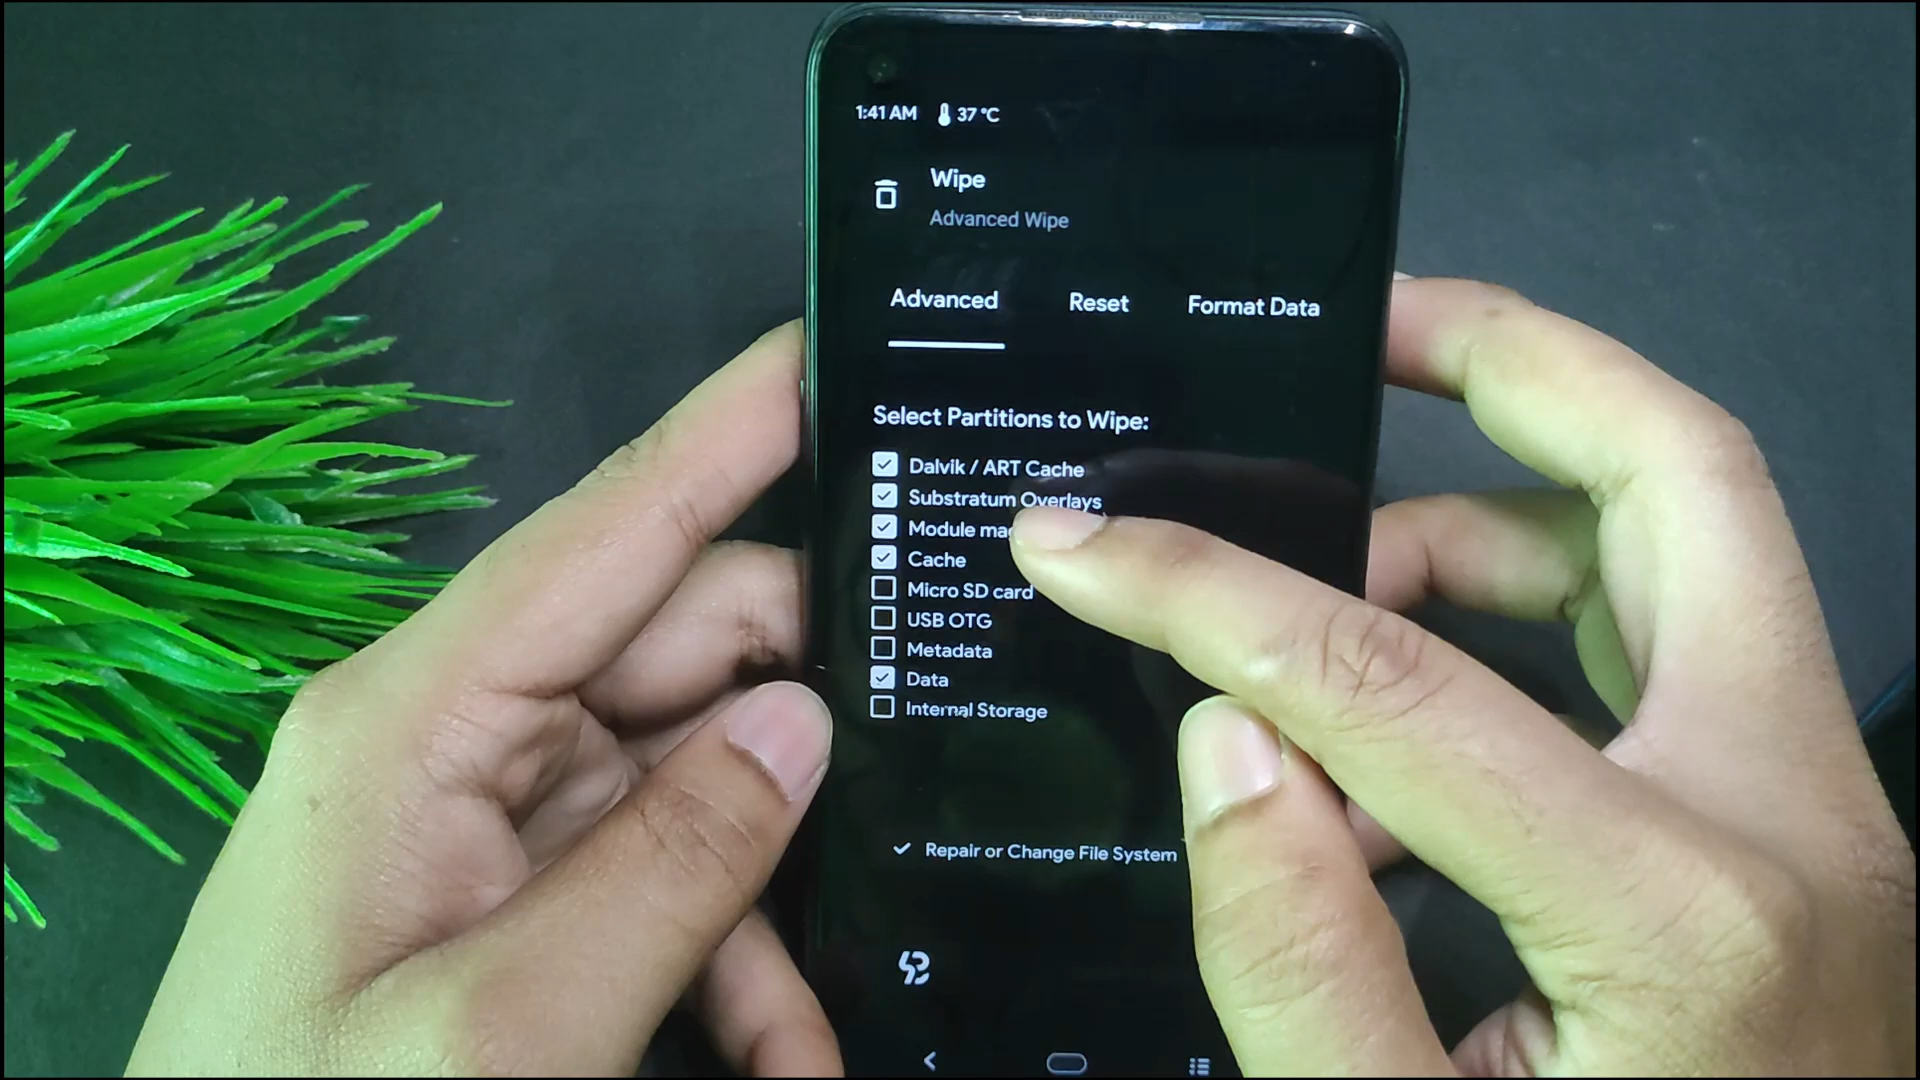 1:41 AM 37 °C
Wipe
Advanced Wipe
Advanced Reset Format Data
Select Partitions to Wipe:
Dalvik / ART Cache
Substratum Overlays
Module
Cache
Micro SD card
USB OTG
Metadata
Data
Internal Storage
Repair or Change File System